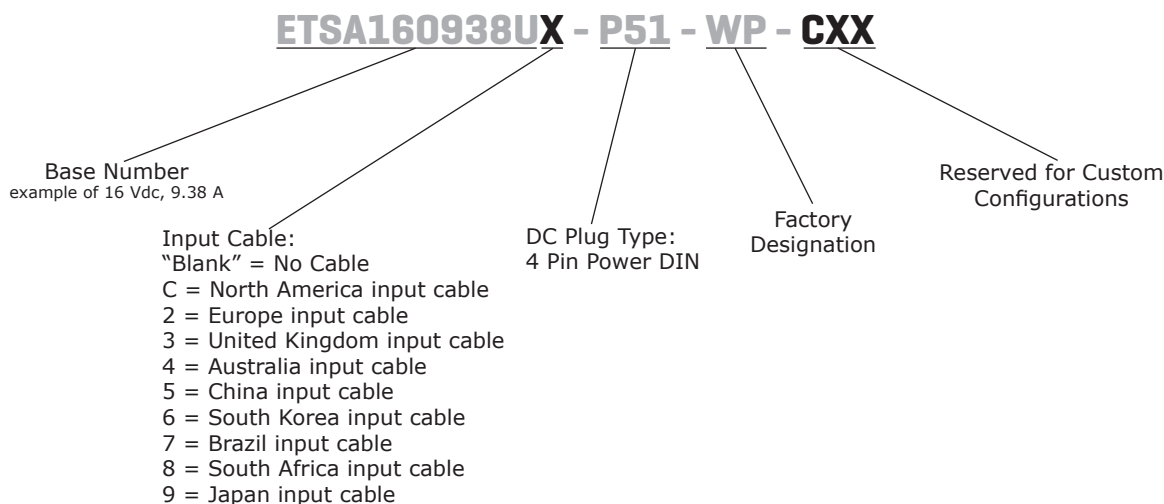 ETSA160938UX - P51 - WP - CXX
Base Number
example of 16 Vdc, 9.38 A
Input Cable:
“Blank” = No Cable
C = North America input cable
2 = Europe input cable
3 = United Kingdom input cable
4 = Australia input cable
5 = China input cable
6 = South Korea input cable
7 = Brazil input cable
8 = South Africa input cable
9 = Japan input cable
DC Plug Type:
4 Pin Power DIN
Factory
Designation
Reserved for Custom
Configurations